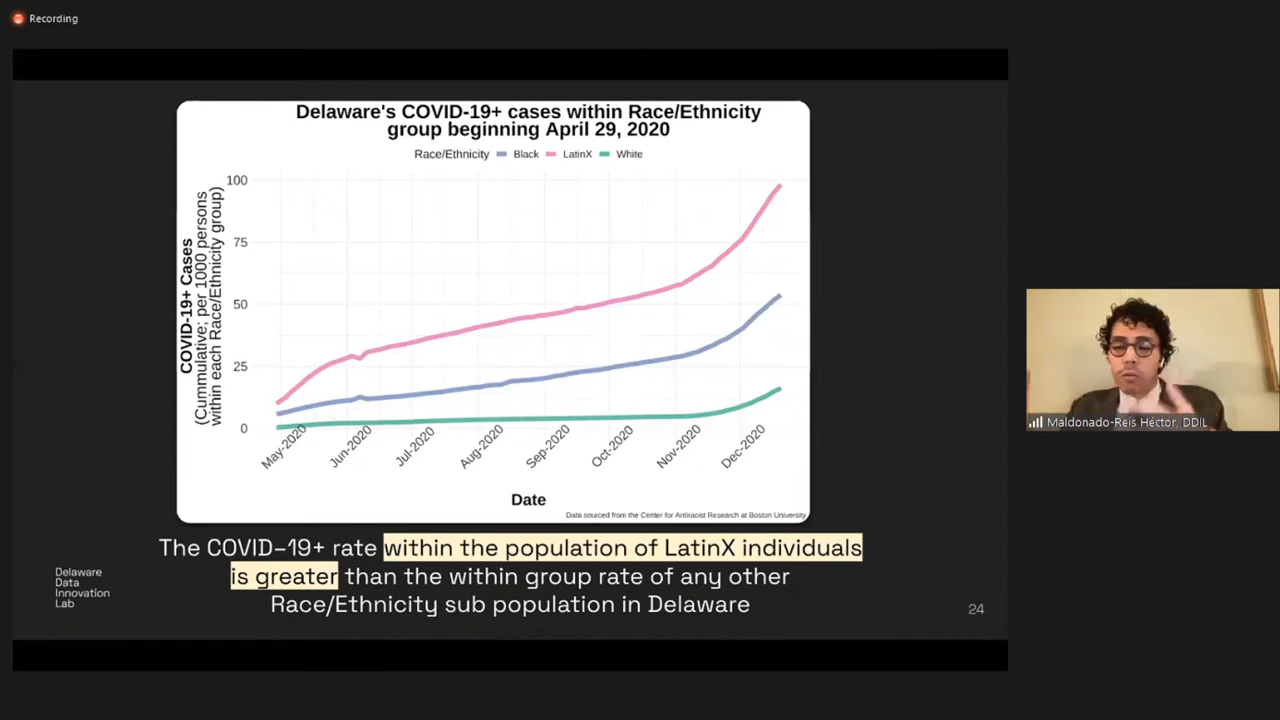 Recording
Delaware's COVID-19+ cases within Race/Ethnicity
group beginning April 29, 2020
Race/Ethnicity Black LatinX White
COVID-19+ Cases
(Cummulative; per 1000 persons
within each Race/Ethnicity group)
100
75
50
25
0
May-2020 Jun-2020 Jul-2020 Aug-2020 Sep-2020 Oct-2020 Nov-2020 Dec-2020
Date
Data sourced from the Center for Antiracist Research at Boston University
The COVID-19+ rate within the population of LatinX individuals
is greater than the within group rate of any other
Race/Ethnicity sub population in Delaware
Delaware
Data
Innovation
Lab
24
Maldonado-Reis Héctor, DDIL